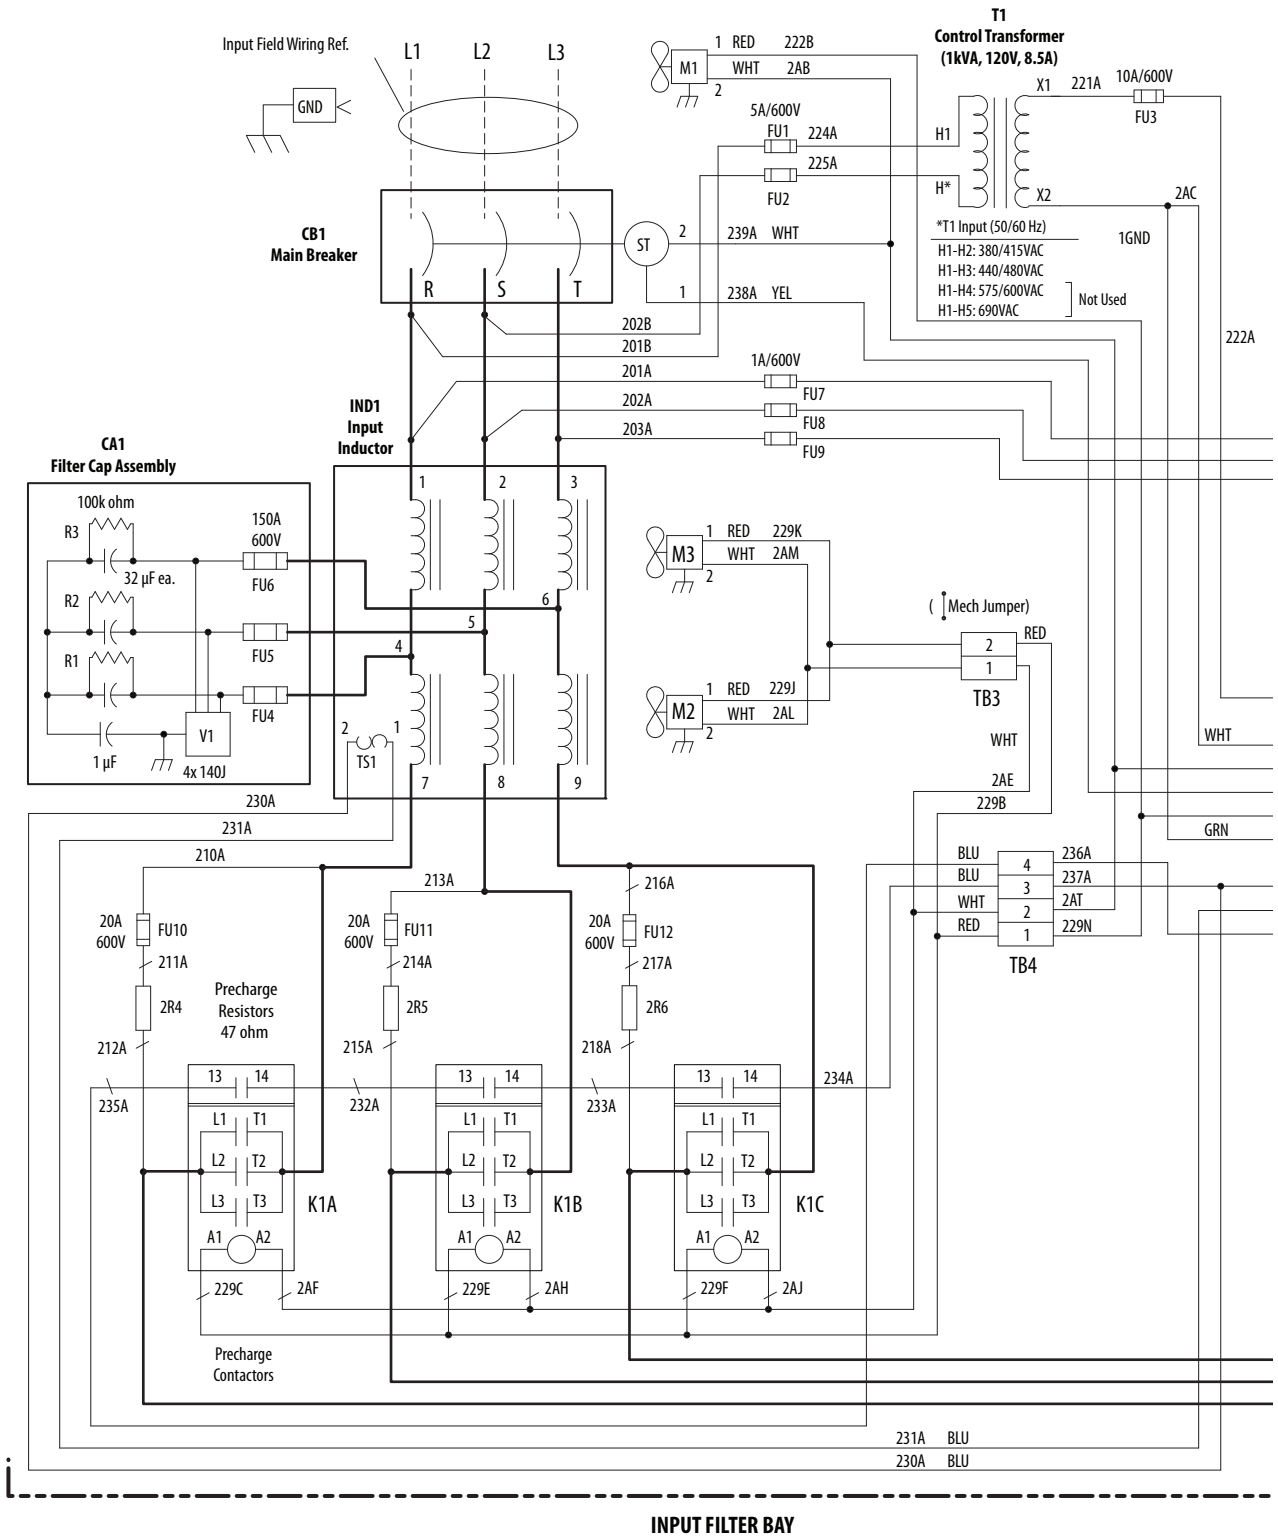 T1
Control Transformer
(1kVA, 120V, 8.5A)
Input Field Wiring Ref.
L1
L2
L3
GND
M1
1 RED 222B
WHT 2AB
2
X1
221A
10A/600V
FU3
5A/600V
FU1
224A
H1
225A
FU2
H*
X2
2AC
CB1
Main Breaker
R
S
T
ST
2
239A WHT
1
238A YEL
*T1 Input (50/60 Hz)
H1-H2: 380/415VAC
H1-H3: 440/480VAC
H1-H4: 575/600VAC
H1-H5: 690VAC
Not Used
1GND
222A
202B
201B
201A
1A/600V
FU7
202A
FU8
203A
FU9
IND1
Input
Inductor
CA1
Filter Cap Assembly
100k ohm
R3
32 µF ea.
R2
R1
1 µF
V1
4x 140J
150A
600V
FU6
FU5
FU4
1
2
3
6
5
4
2
1
TS1
7
8
9
M3
1 RED 229K
WHT 2AM
2
M2
1 RED 229J
WHT 2AL
2
( Mech Jumper)
2
1
TB3
RED
WHT
2AE
229B
WHT
GRN
230A
231A
210A
213A
216A
BLU 4 236A
BLU 3 237A
WHT 2 2AT
RED 1 229N
TB4
20A
600V
FU10
211A
2R4
212A
Precharge
Resistors
47 ohm
20A
600V
FU11
214A
2R5
215A
20A
600V
FU12
217A
2R6
218A
235A
13 14
232A
13 14
233A
13 14
234A
L1 T1
L2 T2
L3 T3
A1 A2
K1A
L1 T1
L2 T2
L3 T3
A1 A2
K1B
L1 T1
L2 T2
L3 T3
A1 A2
K1C
229C
2AF
229E
2AH
229F
2AJ
Precharge
Contactors
231A BLU
230A BLU
INPUT FILTER BAY